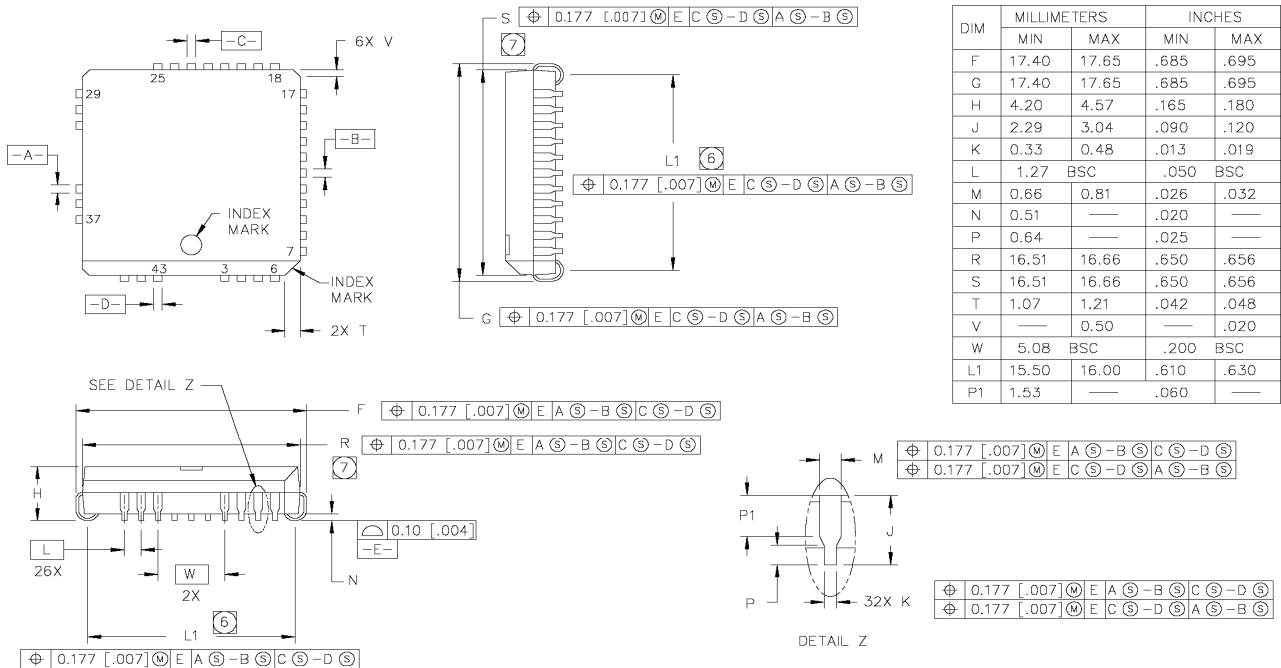 -C-
6X V
25 18
29 17
-A-
-B-
37
INDEX
MARK
7
43 3 6
INDEX
MARK
-D-
2X T
S ⌖ 0.177 [.007] Ⓜ E C Ⓢ -D Ⓢ A Ⓢ -B Ⓢ
7
L1 6
⌖ 0.177 [.007] Ⓜ E C Ⓢ -D Ⓢ A Ⓢ -B Ⓢ
G ⌖ 0.177 [.007] Ⓜ E C Ⓢ -D Ⓢ A Ⓢ -B Ⓢ
DIM MILLIMETERS INCHES
MIN MAX MIN MAX
F 17.40 17.65 .685 .695
G 17.40 17.65 .685 .695
H 4.20 4.57 .165 .180
J 2.29 3.04 .090 .120
K 0.33 0.48 .013 .019
L 1.27 BSC .050 BSC
M 0.66 0.81 .026 .032
N 0.51 — .020 —
P 0.64 — .025 —
R 16.51 16.66 .650 .656
S 16.51 16.66 .650 .656
T 1.07 1.21 .042 .048
V — 0.50 — .020
W 5.08 BSC .200 BSC
L1 15.50 16.00 .610 .630
P1 1.53 — .060 —
SEE DETAIL Z
F ⌖ 0.177 [.007] Ⓜ E A Ⓢ -B Ⓢ C Ⓢ -D Ⓢ
R ⌖ 0.177 [.007] Ⓜ E A Ⓢ -B Ⓢ C Ⓢ -D Ⓢ
7
H
⌓ 0.10 [.004]
-E-
L
26X
W
2X
N
6
L1
⌖ 0.177 [.007] Ⓜ E A Ⓢ -B Ⓢ C Ⓢ -D Ⓢ
M ⌖ 0.177 [.007] Ⓜ E A Ⓢ -B Ⓢ C Ⓢ -D Ⓢ
⌖ 0.177 [.007] Ⓜ E C Ⓢ -D Ⓢ A Ⓢ -B Ⓢ
P1
J
P
32X K
⌖ 0.177 [.007] Ⓜ E A Ⓢ -B Ⓢ C Ⓢ -D Ⓢ
⌖ 0.177 [.007] Ⓜ E C Ⓢ -D Ⓢ A Ⓢ -B Ⓢ
DETAIL Z